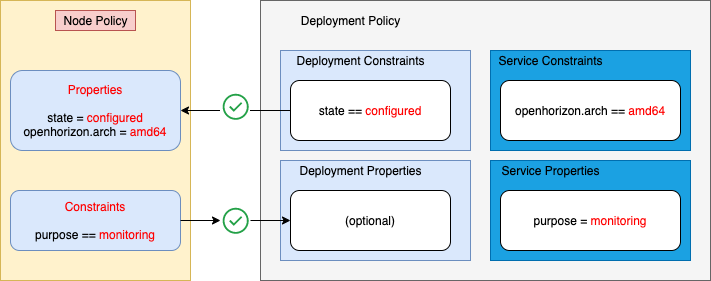 Node Policy
Properties
state = configured
openhorizon.arch = amd64
Constraints
purpose == monitoring
Deployment Policy
Deployment Constraints
state == configured
Service Constraints
openhorizon.arch == amd64
Deployment Properties
(optional)
Service Properties
purpose = monitoring